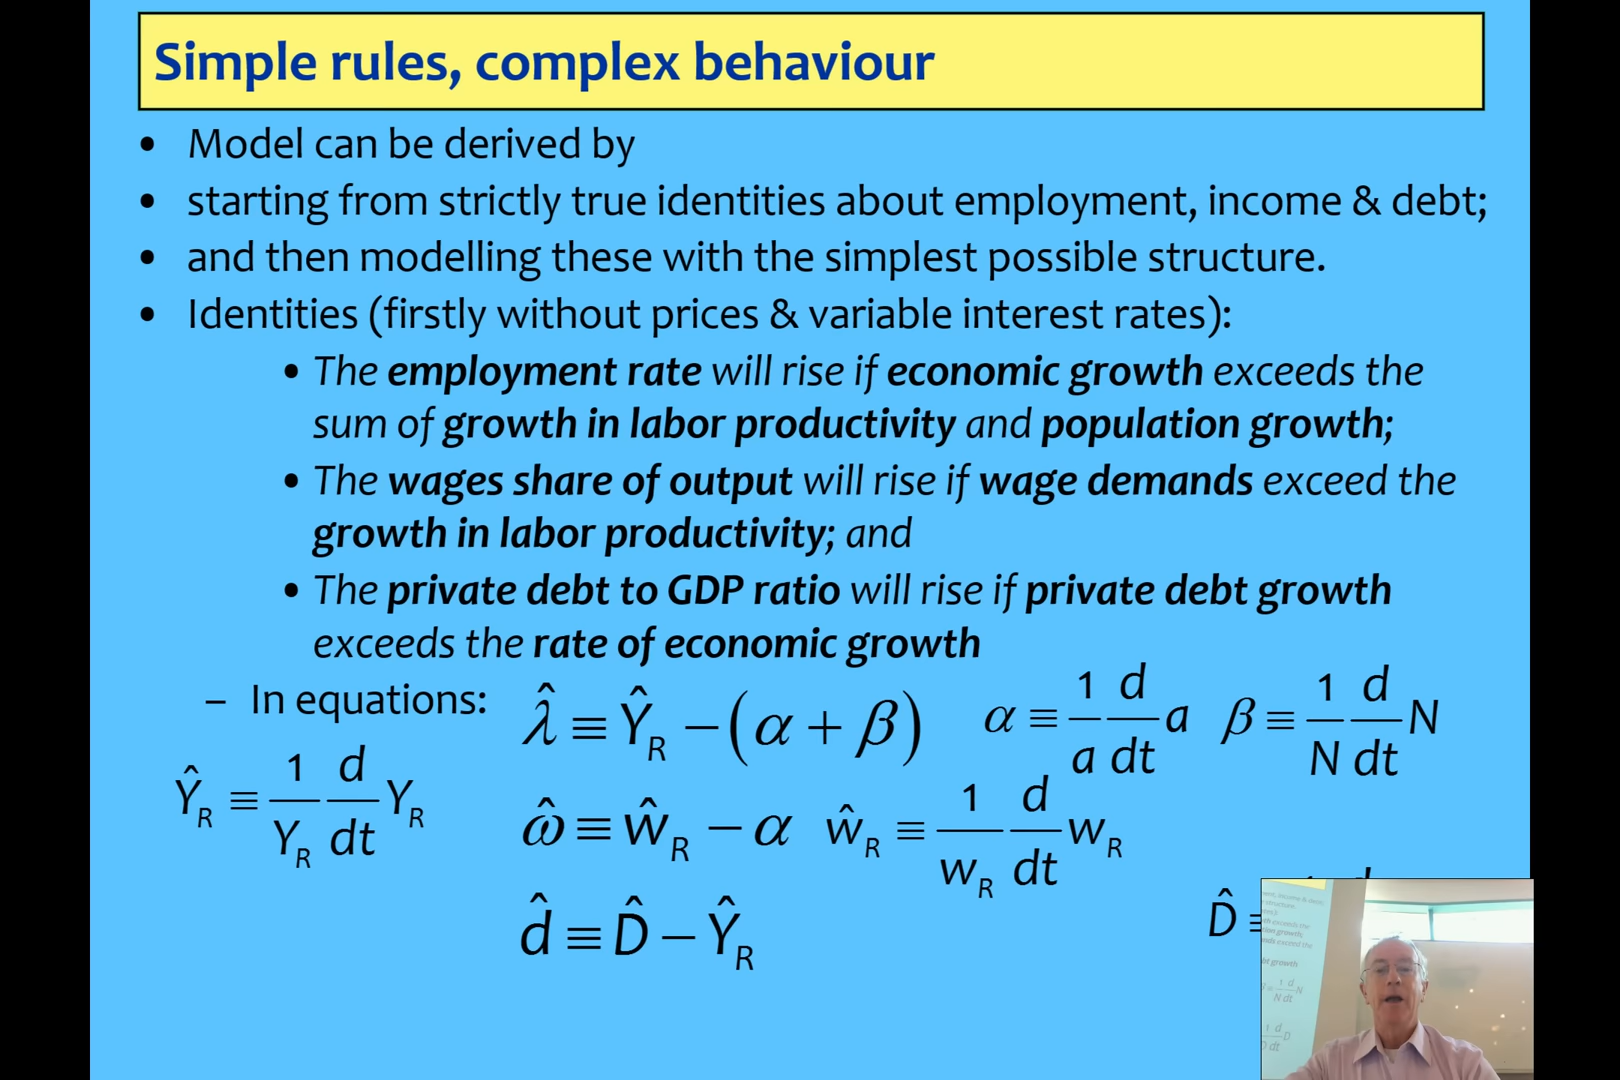 Simple rules, complex behaviour
• Model can be derived by
• starting from strictly true identities about employment, income & debt;
• and then modelling these with the simplest possible structure.
• Identities (firstly without prices & variable interest rates):
• The employment rate will rise if economic growth exceeds the
sum of growth in labor productivity and population growth;
• The wages share of output will rise if wage demands exceed the
growth in labor productivity; and
• The private debt to GDP ratio will rise if private debt growth
exceeds the rate of economic growth
– In equations: λ̂ ≡ Ŷ_R − (α + β) α ≡ 1/a d/dt a β ≡ 1/N d/dt N
Ŷ_R ≡ 1/Y_R d/dt Y_R
ω̂ ≡ ŵ_R − α ŵ_R ≡ 1/w_R d/dt w_R
d̂ ≡ D̂ − Ŷ_R D̂ ≡